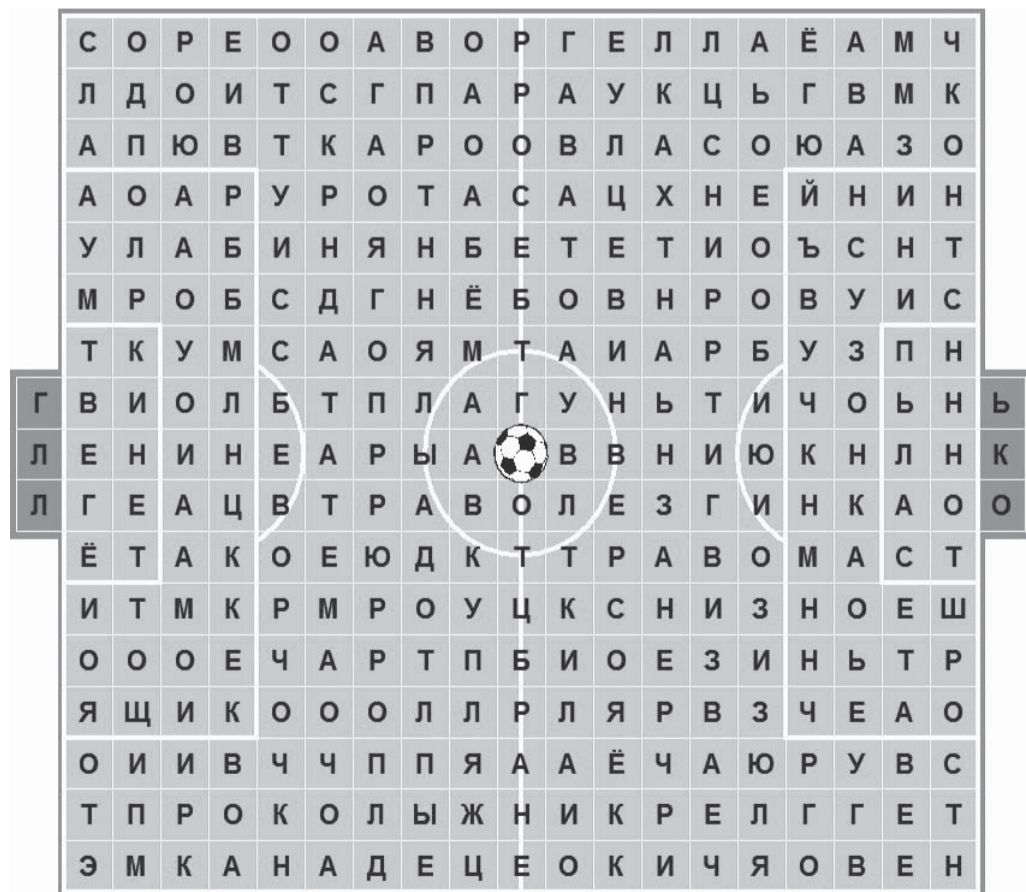 С О Р Е О О А В О Р Г Е Л Л А Ё А М Ч
Л Д О И Т С Г П А Р А У К Ц Ь Г В М К
А П Ю В Т К А Р О О В Л А С О Ю А З О
А О А Р У Р О Т А С А Ц Х Н Е Й Н И Н
У Л А Б И Н Я Н Б Е Т Е Т И О Ъ С Н Т
М Р О Б С Д Г Н Ё Б О В Н Р О В У И С
Т К У М С А О Я М Т А И А Р Б У З П Н
Г В И О Л Б Т П Л А Г У Н Ь Т И Ч О Ь Н Ь
Л Е Н И Н Е А Р Ы А В В Н И Ю К Н Л Н К
Л Г Е А Ц В Т Р А В О Л Е З Г И Н К А О О
Ё Т А К О Е Ю Д К Т Т Р А В О М А С Т
И Т М К Р М Р О У Ц К С Н И З Н О Е Ш
О О О Е Ч А Р Т П Б И О Е З И Н Ь Т Р
Я Щ И К О О О Л Л Р Л Я Р В З Ч Е А О
О И И В Ч Ч П П Я А А Ё Ч А Ю Р У В С
Т П Р О К О Л Ы Ж Н И К Р Е Л Г Г Е Т
Э М К А Н А Д Е Ц Е О К И Ч Я О В Е Н